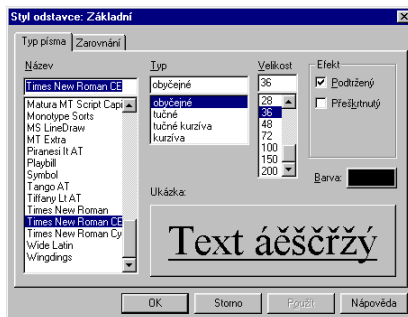 Styl odstavce: Základní
Typ písma
Zarovnání
Název
Times New Roman CE
Matura MT Script Capi
Monotype Sorts
MS LineDraw
MT Extra
Piranesi It AT
Playbill
Symbol
Tango AT
Tiffany Lt AT
Times New Roman
Times New Roman CE
Times New Roman Cy
Wide Latin
Wingdings
Typ
obyčejné
obyčejné
tučné
tučné kurzíva
kurzíva
Velikost
36
28
36
48
72
100
150
200
Efekt
Podtržený
Přeškrtnutý
Barva:
Ukázka:
Text áěščřžý
OK
Storno
Použít
Nápověda